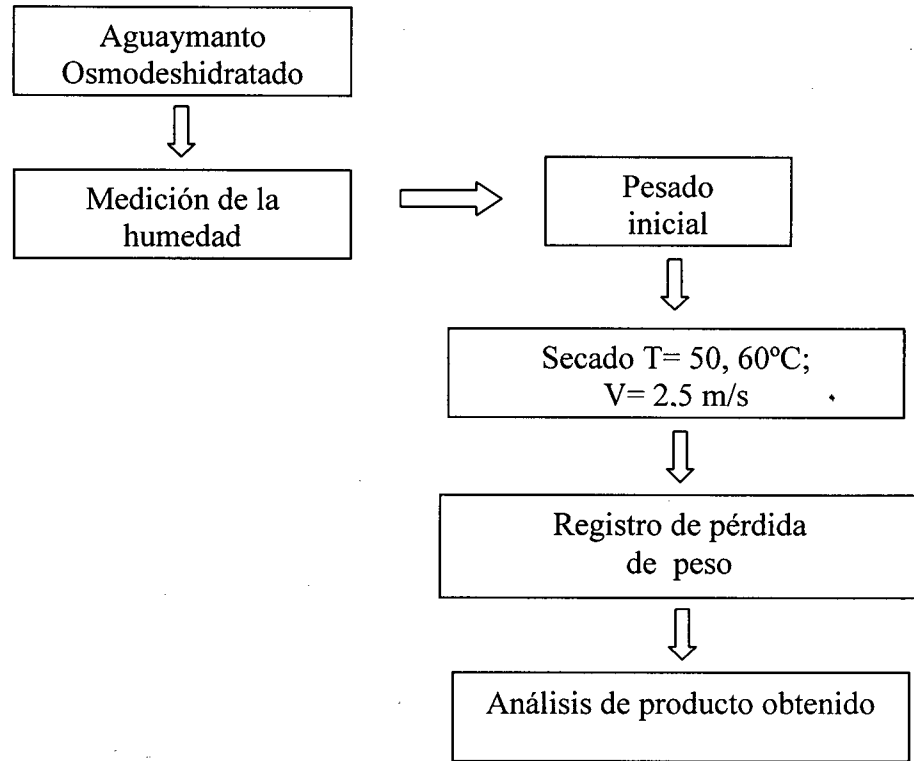 Aguaymanto
Osmodeshidratado
Medición de la
humedad
Pesado
inicial
Secado T= 50, 60ºC;
V= 2.5 m/s
Registro de pérdida
de peso
Análisis de producto obtenido